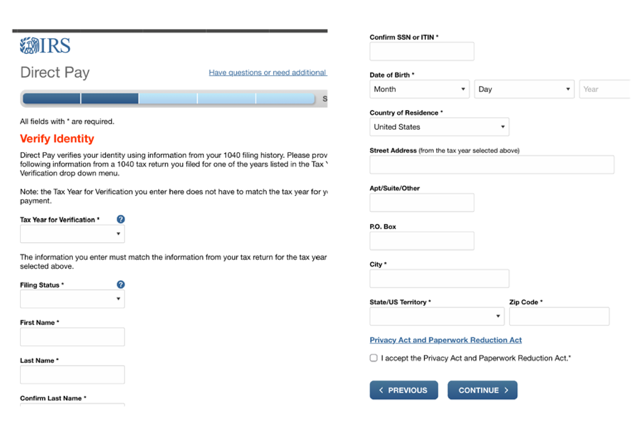 IRS
Direct Pay
Have questions or need additional
S
All fields with * are required.
Verify Identity
Direct Pay verifies your identity using information from your 1040 filing history. Please prov
following information from a 1040 tax return you filed for one of the years listed in the Tax
Verification drop down menu.
Note: the Tax Year for Verification you enter here does not have to match the tax year for y
payment.
Tax Year for Verification * ?
The information you enter must match the information from your tax return for the tax year
selected above.
Filing Status * ?
First Name *
Last Name *
Confirm Last Name *
Confirm SSN or ITIN *
Date of Birth *
Month Day Year
Country of Residence *
United States
Street Address (from the tax year selected above)
Apt/Suite/Other
P.O. Box
City *
State/US Territory * Zip Code *
Privacy Act and Paperwork Reduction Act
I accept the Privacy Act and Paperwork Reduction Act.*
< PREVIOUS CONTINUE >